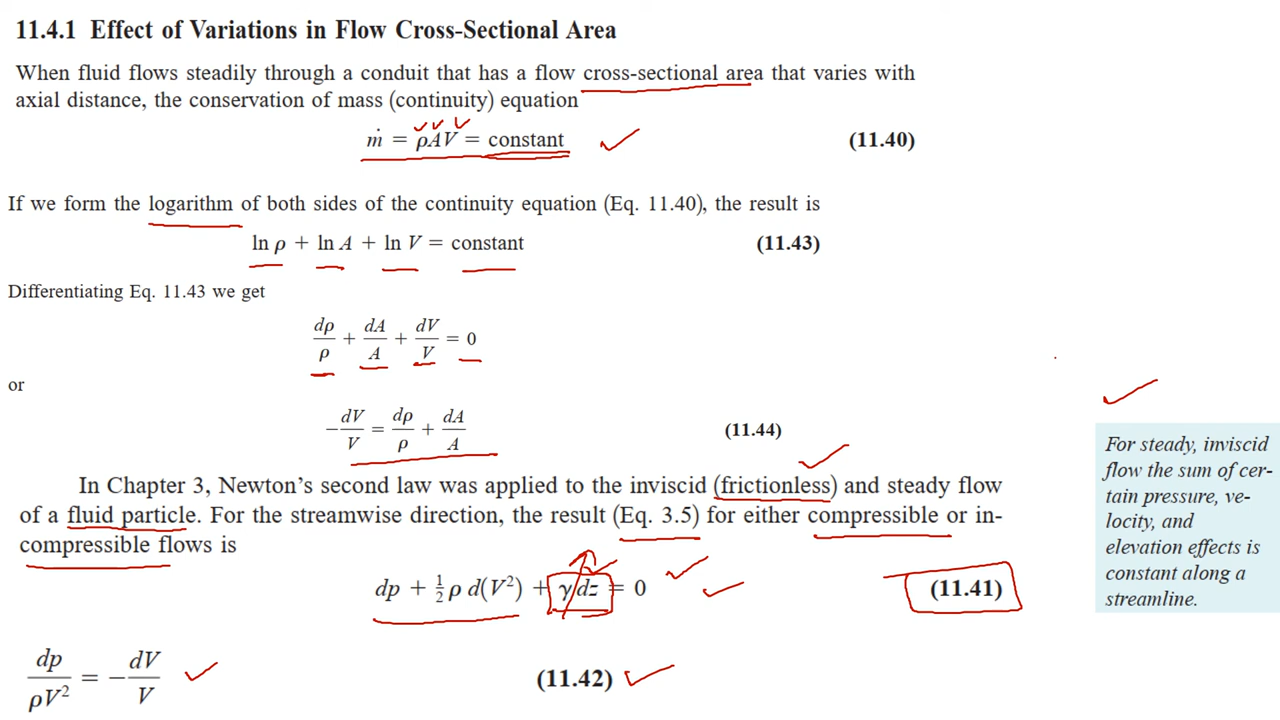 11.4.1 Effect of Variations in Flow Cross-Sectional Area
When fluid flows steadily through a conduit that has a flow cross-sectional area that varies with
axial distance, the conservation of mass (continuity) equation
ṁ = ρAV = constant (11.40)
If we form the logarithm of both sides of the continuity equation (Eq. 11.40), the result is
ln ρ + ln A + ln V = constant (11.43)
Differentiating Eq. 11.43 we get
dρ/ρ + dA/A + dV/V = 0
or
−dV/V = dρ/ρ + dA/A (11.44)
In Chapter 3, Newton's second law was applied to the inviscid (frictionless) and steady flow
of a fluid particle. For the streamwise direction, the result (Eq. 3.5) for either compressible or in-
compressible flows is
dp + ½ρ d(V²) + γ dz = 0 (11.41)
dp/ρV² = −dV/V (11.42)
For steady, inviscid
flow the sum of cer-
tain pressure, ve-
locity, and
elevation effects is
constant along a
streamline.